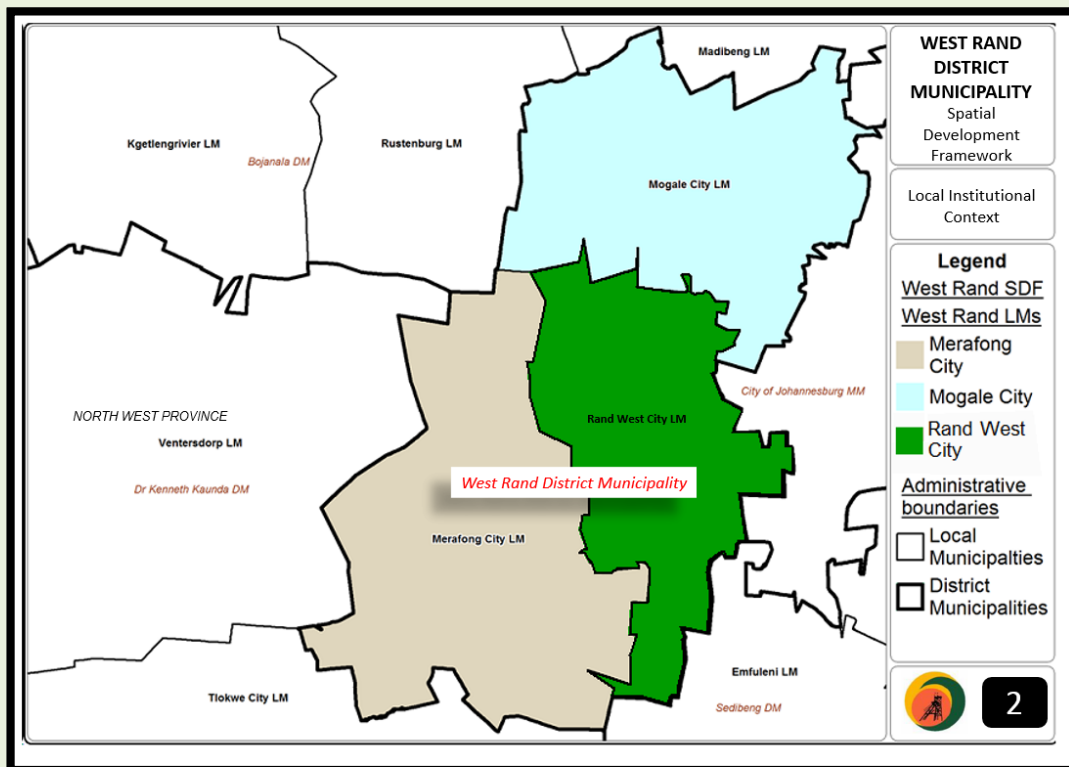 Madibeng LM
Kgetlengrivier LM
Rustenburg LM
Bojanala DM
Mogale City LM
City of Johannesburg MM
NORTH WEST PROVINCE
Rand West City LM
Ventersdorp LM
West Rand District Municipality
Dr Kenneth Kaunda DM
Merafong City LM
Emfuleni LM
Tlokwe City LM
Sedibeng DM
WEST RAND
DISTRICT
MUNICIPALITY
Spatial
Development
Framework
Local Institutional
Context
Legend
West Rand SDF
West Rand LMs
Merafong
City
Mogale City
Rand West
City
Administrative
boundaries
Local
Municipalties
District
Municipalities
2